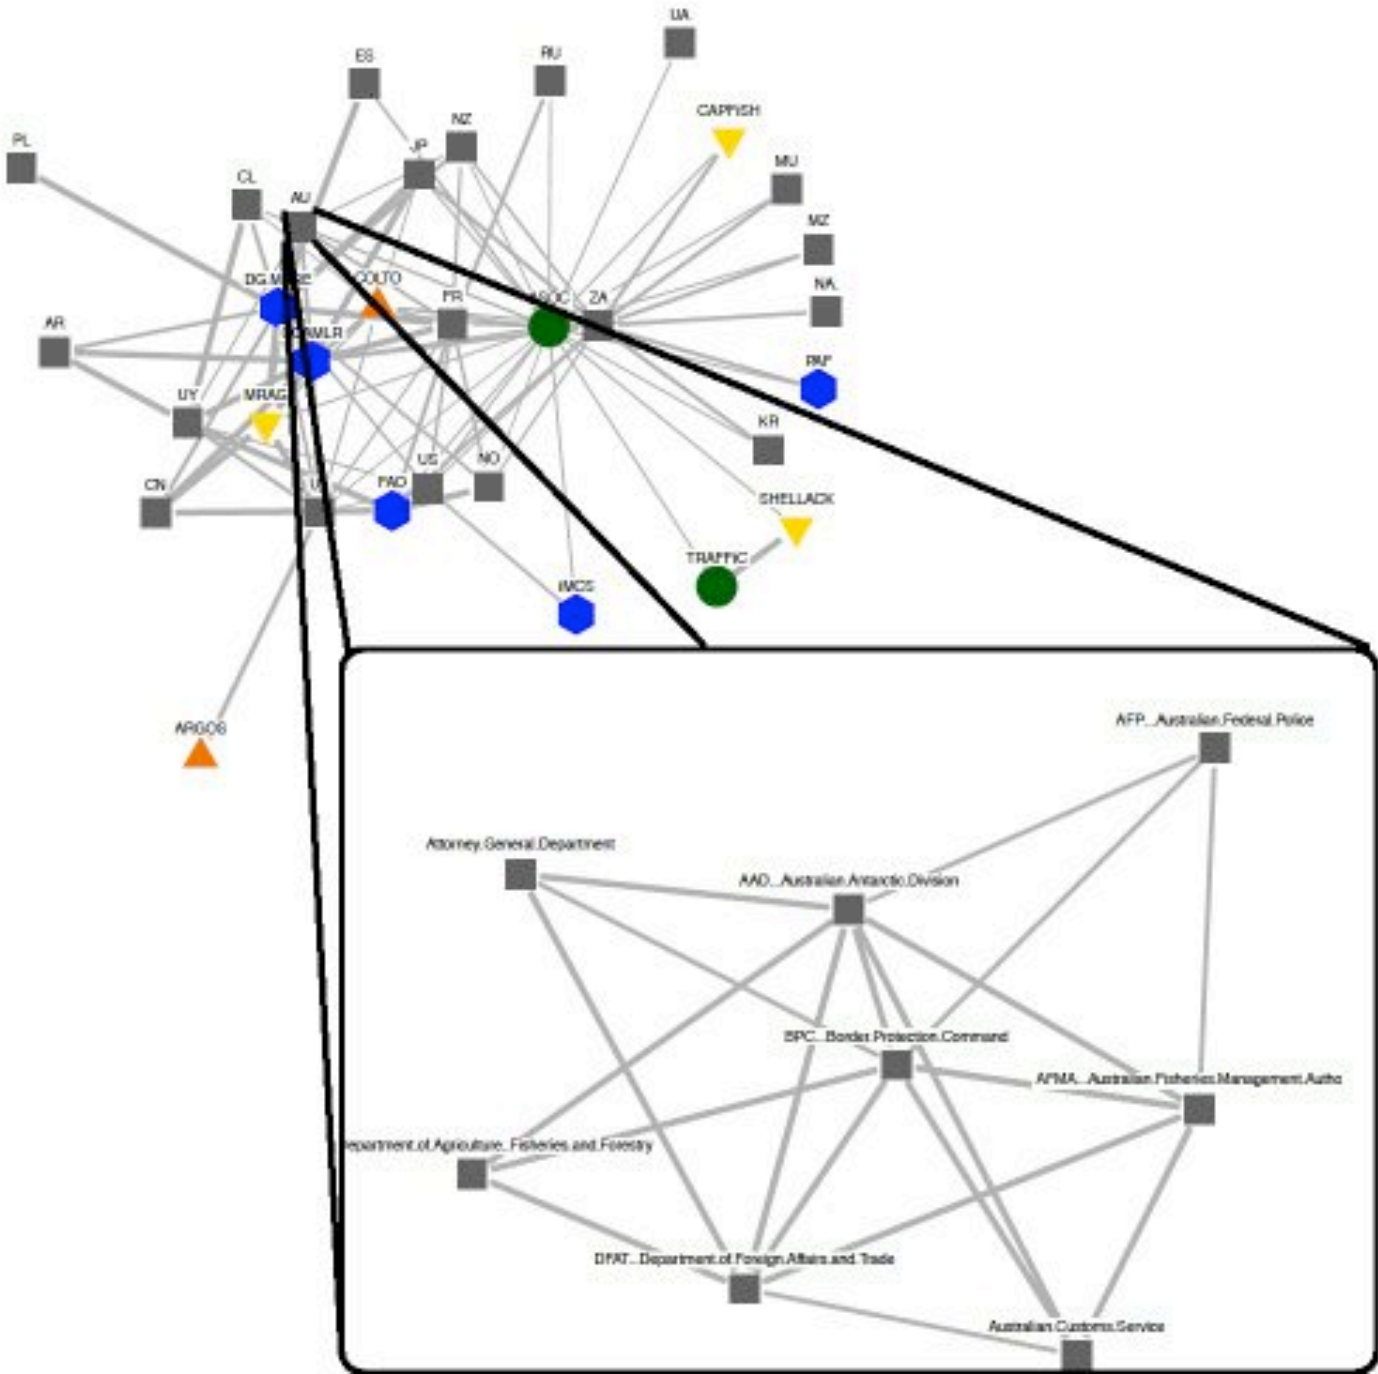 UA
ES
RU
NZ
CAPFISH
PL
JP
MU
CL
AU
MZ
DG.MARE
COLTO
FR
ASOC
ZA
NA
AR
CCAMLR
PAF
UY
MRAG
KR
US
NO
CN
FAO
SHELLACK
TRAFFIC
IMCS
ARGOS
AFP...Australian.Federal.Police
Attorney.General.Department
AAD...Australian.Antarctic.Division
BPC...Border.Protection.Command
AFMA...Australian.Fisheries.Management.Autho
epartment.of.Agriculture..Fisheries.and.Forestry
DFAT...Department.of.Foreign.Affairs.and.Trade
Australian.Customs.Service